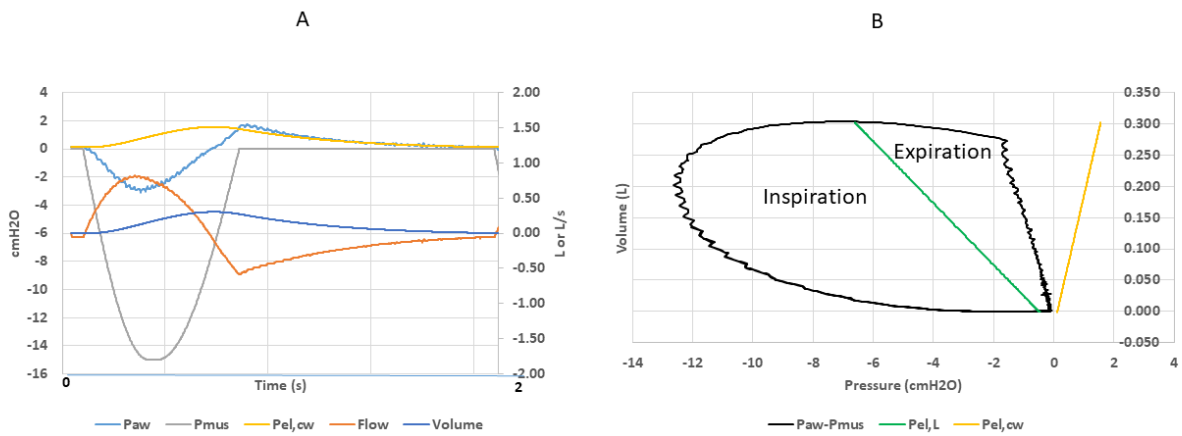 A
B
4
2
0
-2
-4
-6
-8
-10
-12
-14
-16
cmH2O
2.00
1.50
1.00
0.50
0.00
-0.50
-1.00
-1.50
-2.00
L or L/s
0
Time (s)
2
Paw Pmus Pel,cw Flow Volume
Volume (L)
Inspiration
Expiration
0.350
0.300
0.250
0.200
0.150
0.100
0.050
0.000
-0.050
-14 -12 -10 -8 -6 -4 -2 0 2 4
Pressure (cmH2O)
Paw-Pmus Pel,L Pel,cw